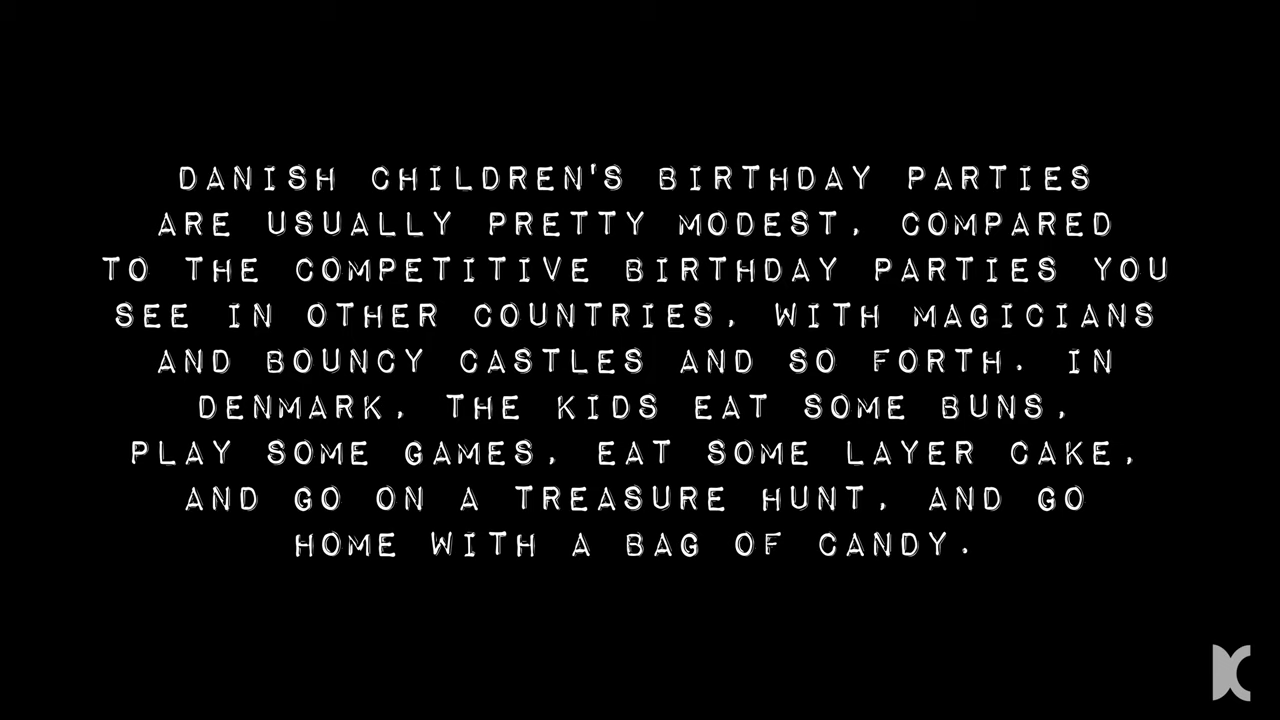 DANISH CHILDREN'S BIRTHDAY PARTIES
ARE USUALLY PRETTY MODEST, COMPARED
TO THE COMPETITIVE BIRTHDAY PARTIES YOU
SEE IN OTHER COUNTRIES, WITH MAGICIANS
AND BOUNCY CASTLES AND SO FORTH. IN
DENMARK, THE KIDS EAT SOME BUNS,
PLAY SOME GAMES, EAT SOME LAYER CAKE,
AND GO ON A TREASURE HUNT, AND GO
HOME WITH A BAG OF CANDY.